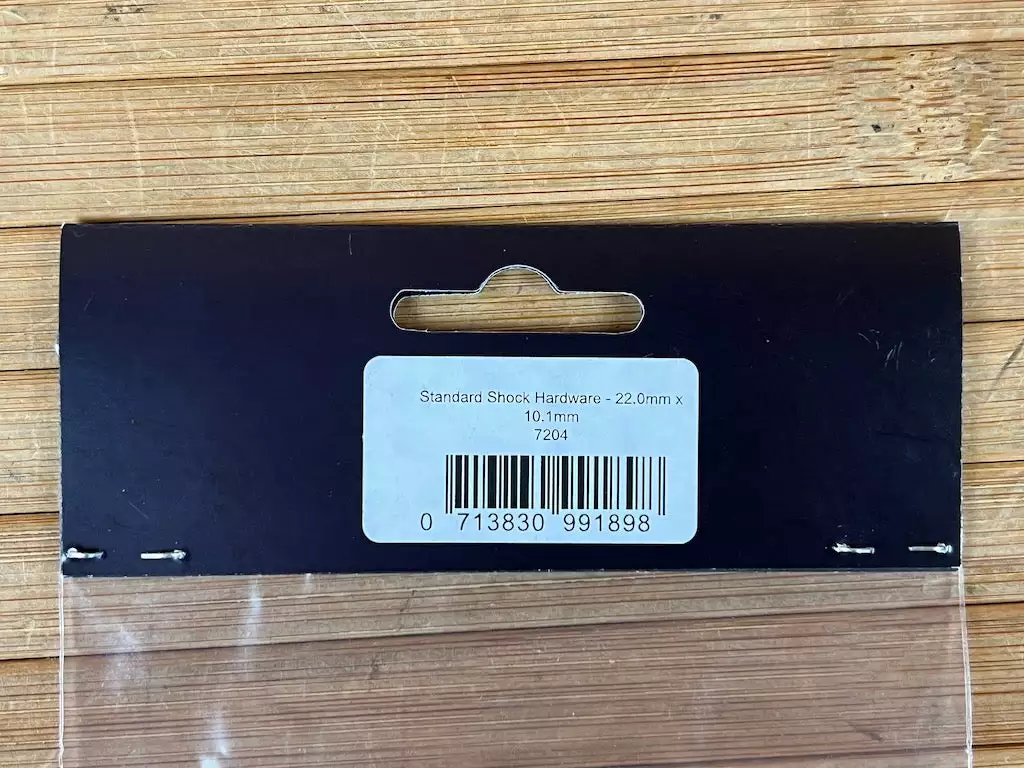 Standard Shock Hardware - 22.0mm x
10.1mm
7204
0 713830 991898